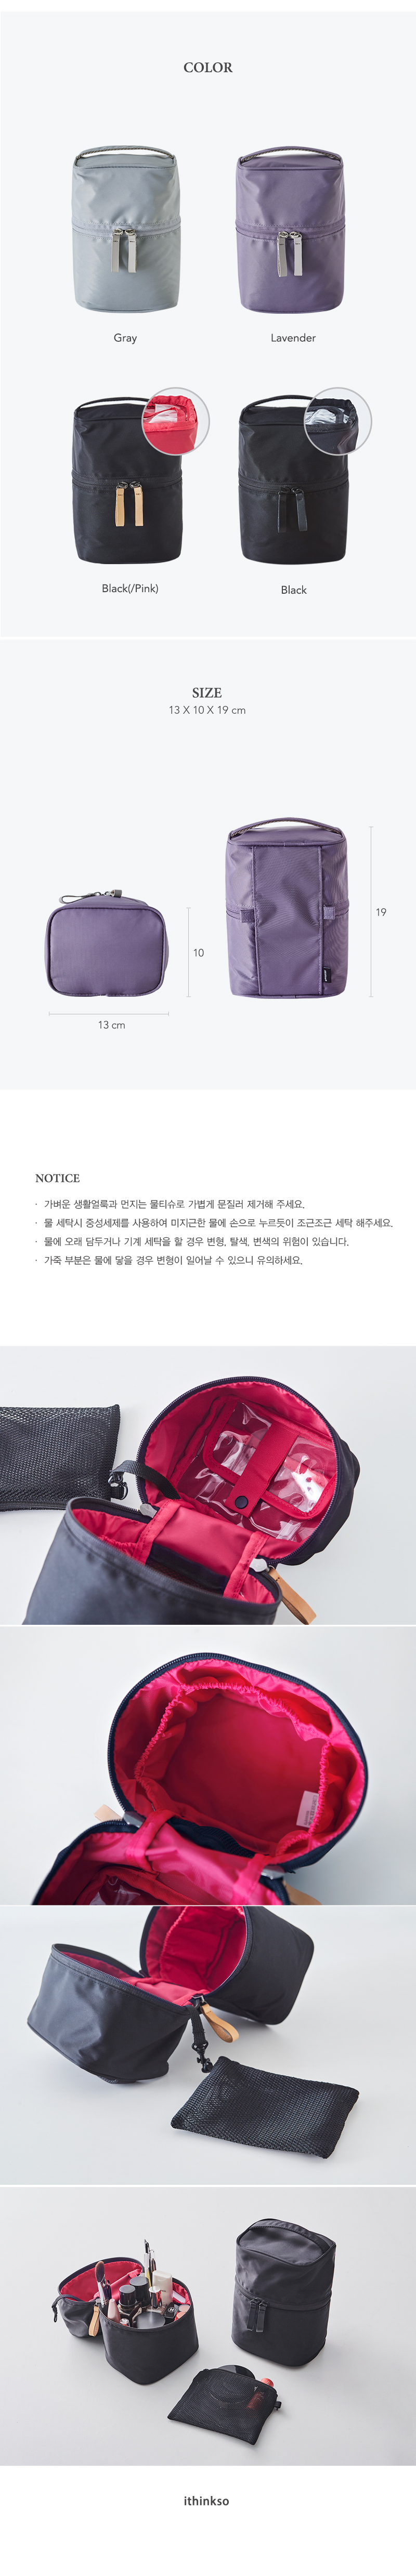 COLOR
Gray
Lavender
Black(/Pink)
Black
SIZE
13 X 10 X 19 cm
19
10
13 cm
NOTICE
· 가벼운 생활얼룩과 먼지는 물티슈로 가볍게 문질러 제거해 주세요.
· 물 세탁시 중성세제를 사용하여 미지근한 물에 손으로 누르듯이 조근조근 세탁 해주세요.
· 물에 오래 담두거나 기계 세탁을 할 경우 변형, 탈색, 변색의 위험이 있습니다.
· 가죽 부분은 물에 닿을 경우 변형이 일어날 수 있으니 유의하세요.
ithinkso